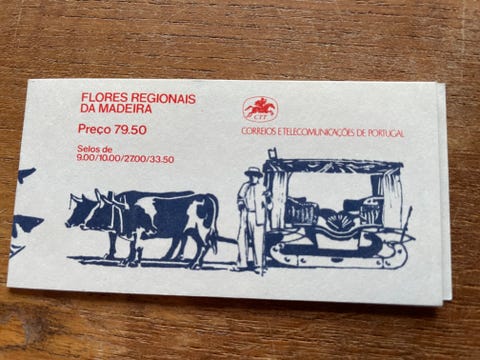 FLORES REGIONAIS
DA MADEIRA
Preço 79.50
Selos de
9.00/10.00/27.00/33.50
CTT
CORREIOS E TELECOMUNICAÇÕES DE PORTUGAL